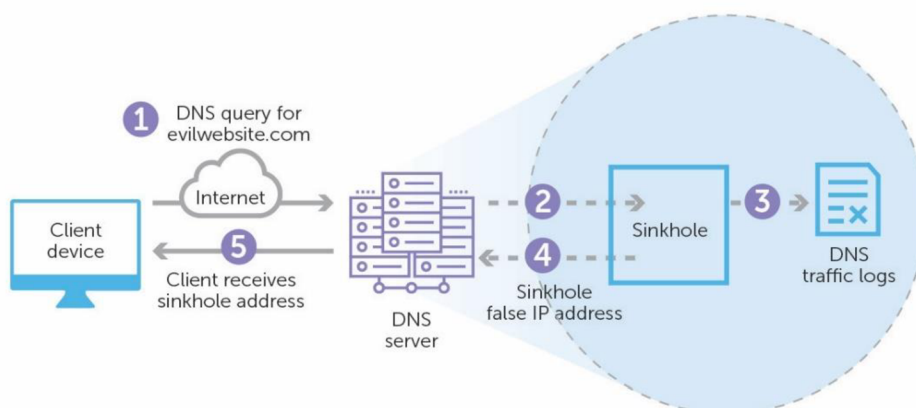 1
DNS query for
evilwebsite.com
Internet
Client
device
5
Client receives
sinkhole address
DNS
server
2
4
Sinkhole
false IP address
Sinkhole
3
DNS
traffic logs